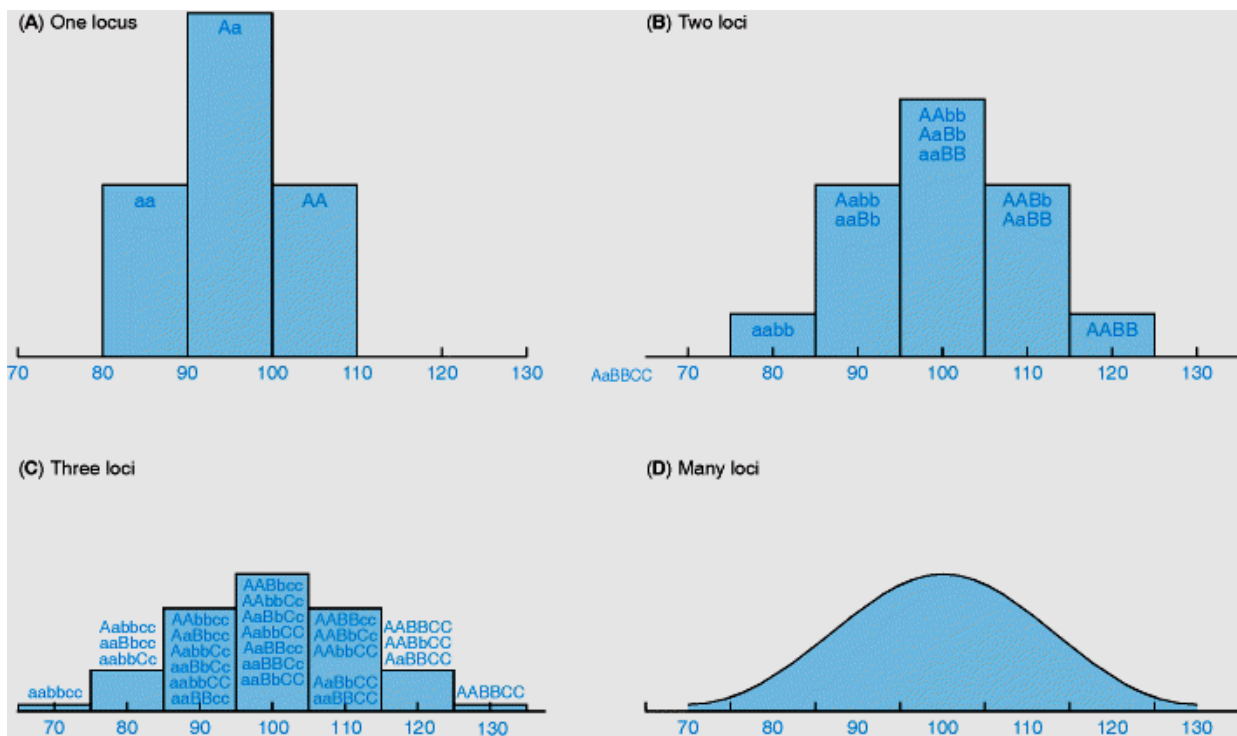 (A) One locus
Aa
aa
AA
70 80 90 100 110 120 130
(B) Two loci
AAbb
AaBb
aaBB
Aabb
aaBb
AABb
AaBB
aabb
AABB
AaBBCC 70 80 90 100 110 120 130
(C) Three loci
aabbcc
Aabbcc
aaBbcc
aabbCc
AAbbcc
AaBbcc
AabbCc
aaBbCc
aabbCC
aaBBcc
AABbcc
AAbbCc
AaBbCc
AabbCC
AaBBcc
aaBBCc
aaBbCC
AABBcc
AABbCc
AAbbCC
AaBbCC
aaBBCC
AABBCC
AABbCC
AaBBCC
AABBCC
70 80 90 100 110 120 130
(D) Many loci
70 80 90 100 110 120 130